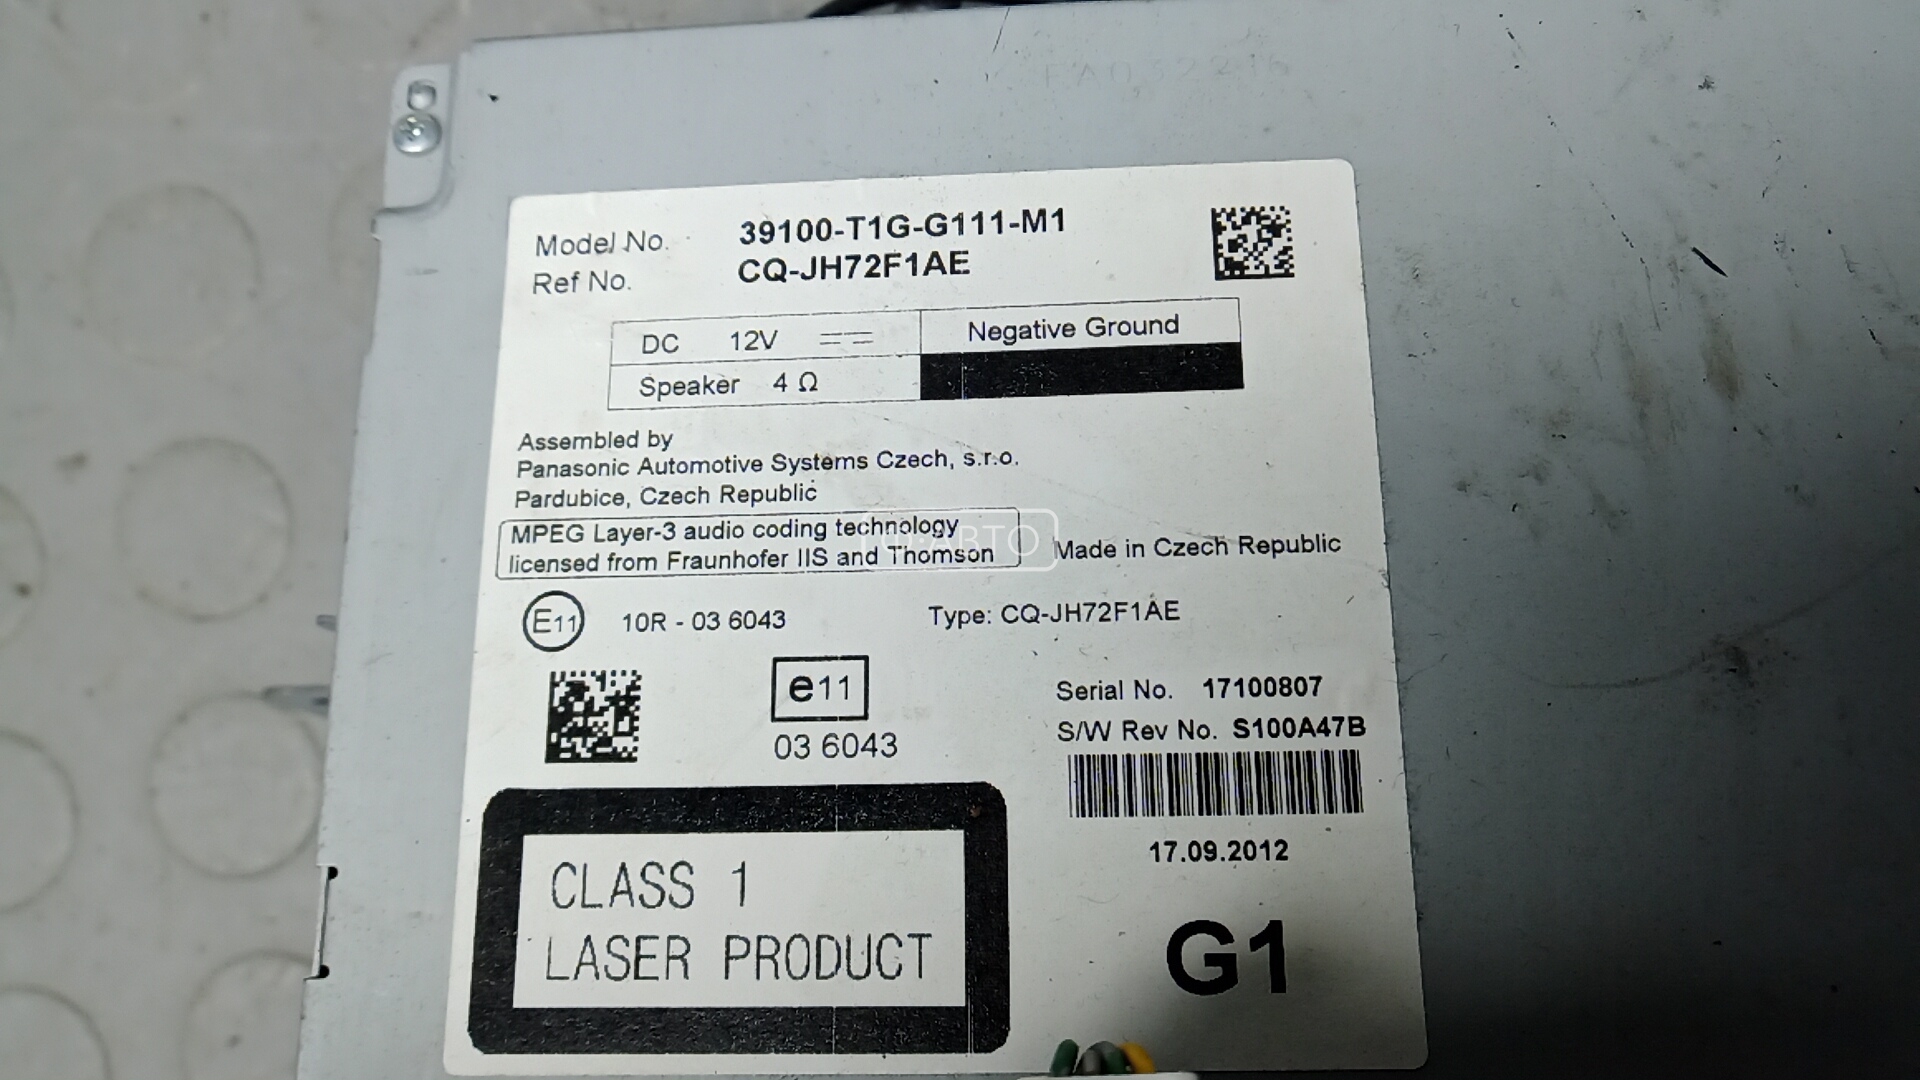 Model No. 39100-T1G-G111-M1
Ref No. CQ-JH72F1AE
DC 12V Negative Ground
Speaker 4 Ω
Assembled by
Panasonic Automotive Systems Czech, s.r.o.
Pardubice, Czech Republic
MPEG Layer-3 audio coding technology
licensed from Fraunhofer IIS and Thomson
Made in Czech Republic
E11 10R - 03 6043 Type: CQ-JH72F1AE
e11
03 6043
Serial No. 17100807
S/W Rev No. S100A47B
17.09.2012
CLASS 1
LASER PRODUCT
G1